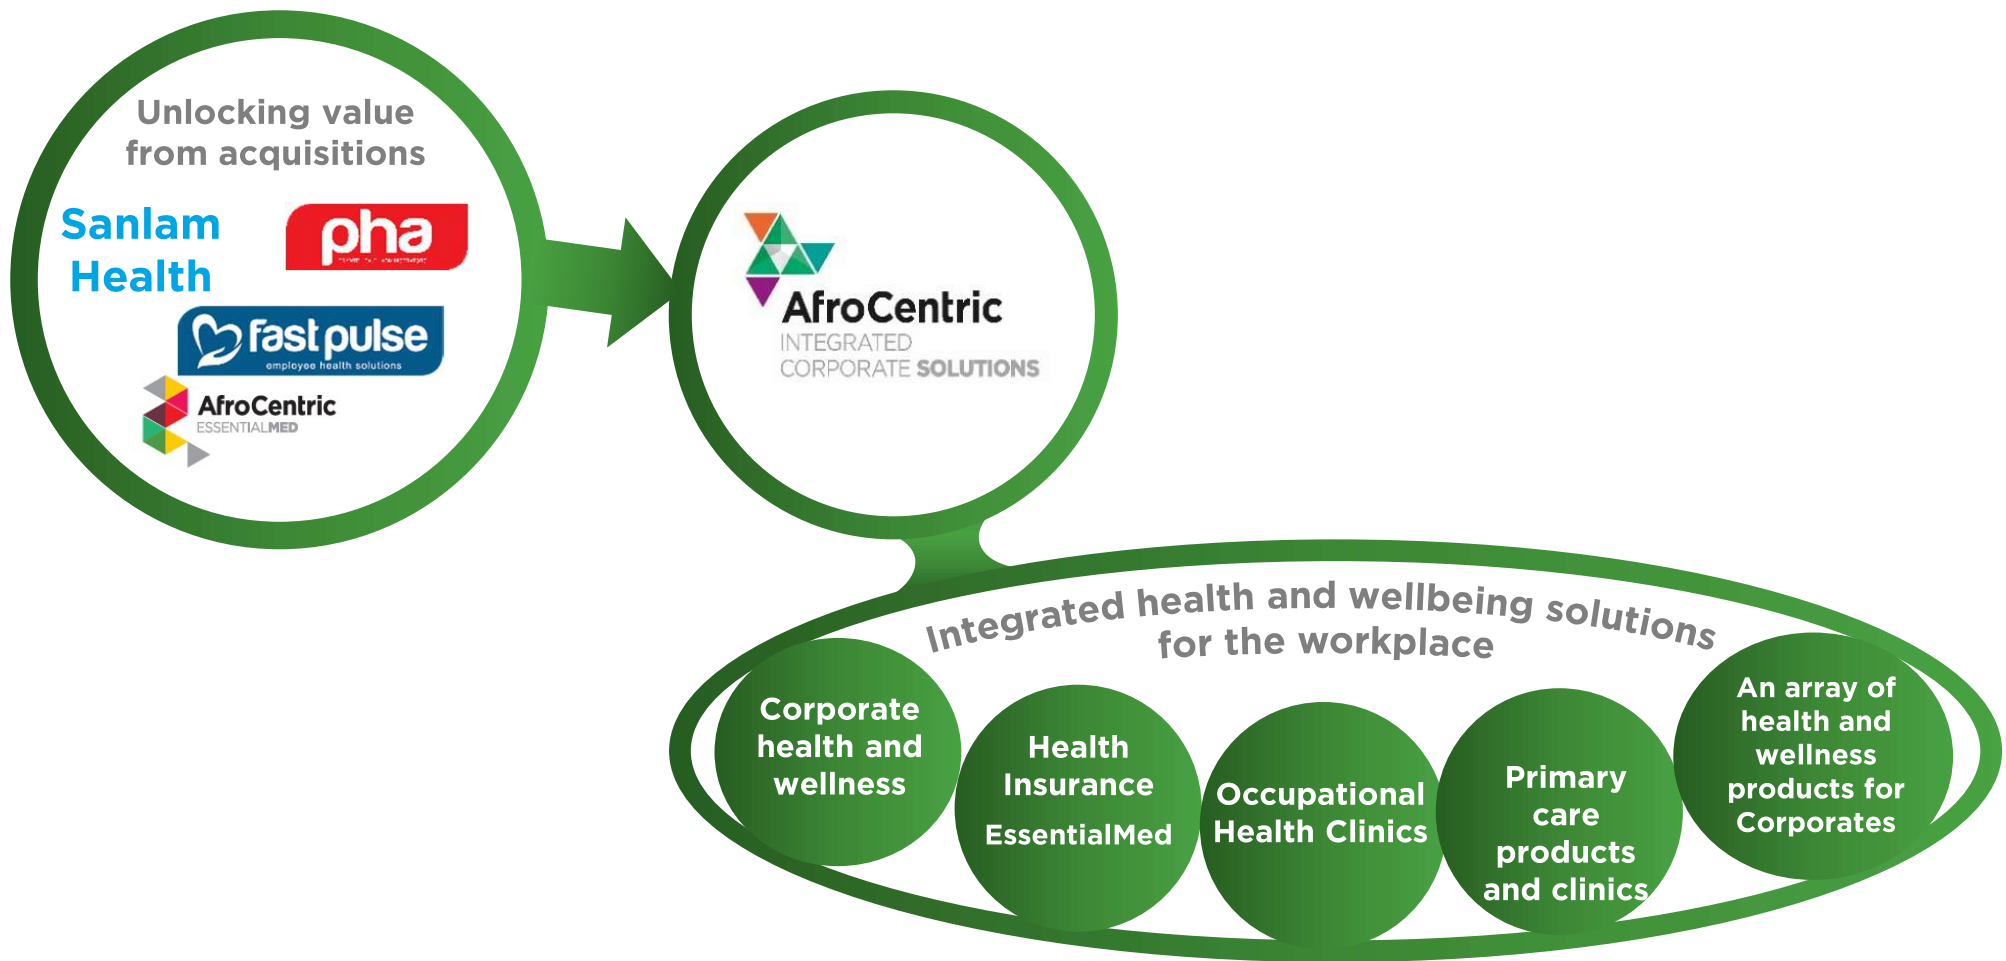 Unlocking value
from acquisitions
Sanlam
Health
pha
fast pulse
employee health solutions
AfroCentric
ESSENTIALMED
AfroCentric
INTEGRATED
CORPORATE SOLUTIONS
Integrated health and wellbeing solutions
for the workplace
Corporate
health and
wellness
Health
Insurance
EssentialMed
Occupational
Health Clinics
Primary
care
products
and clinics
An array of
health and
wellness
products for
Corporates